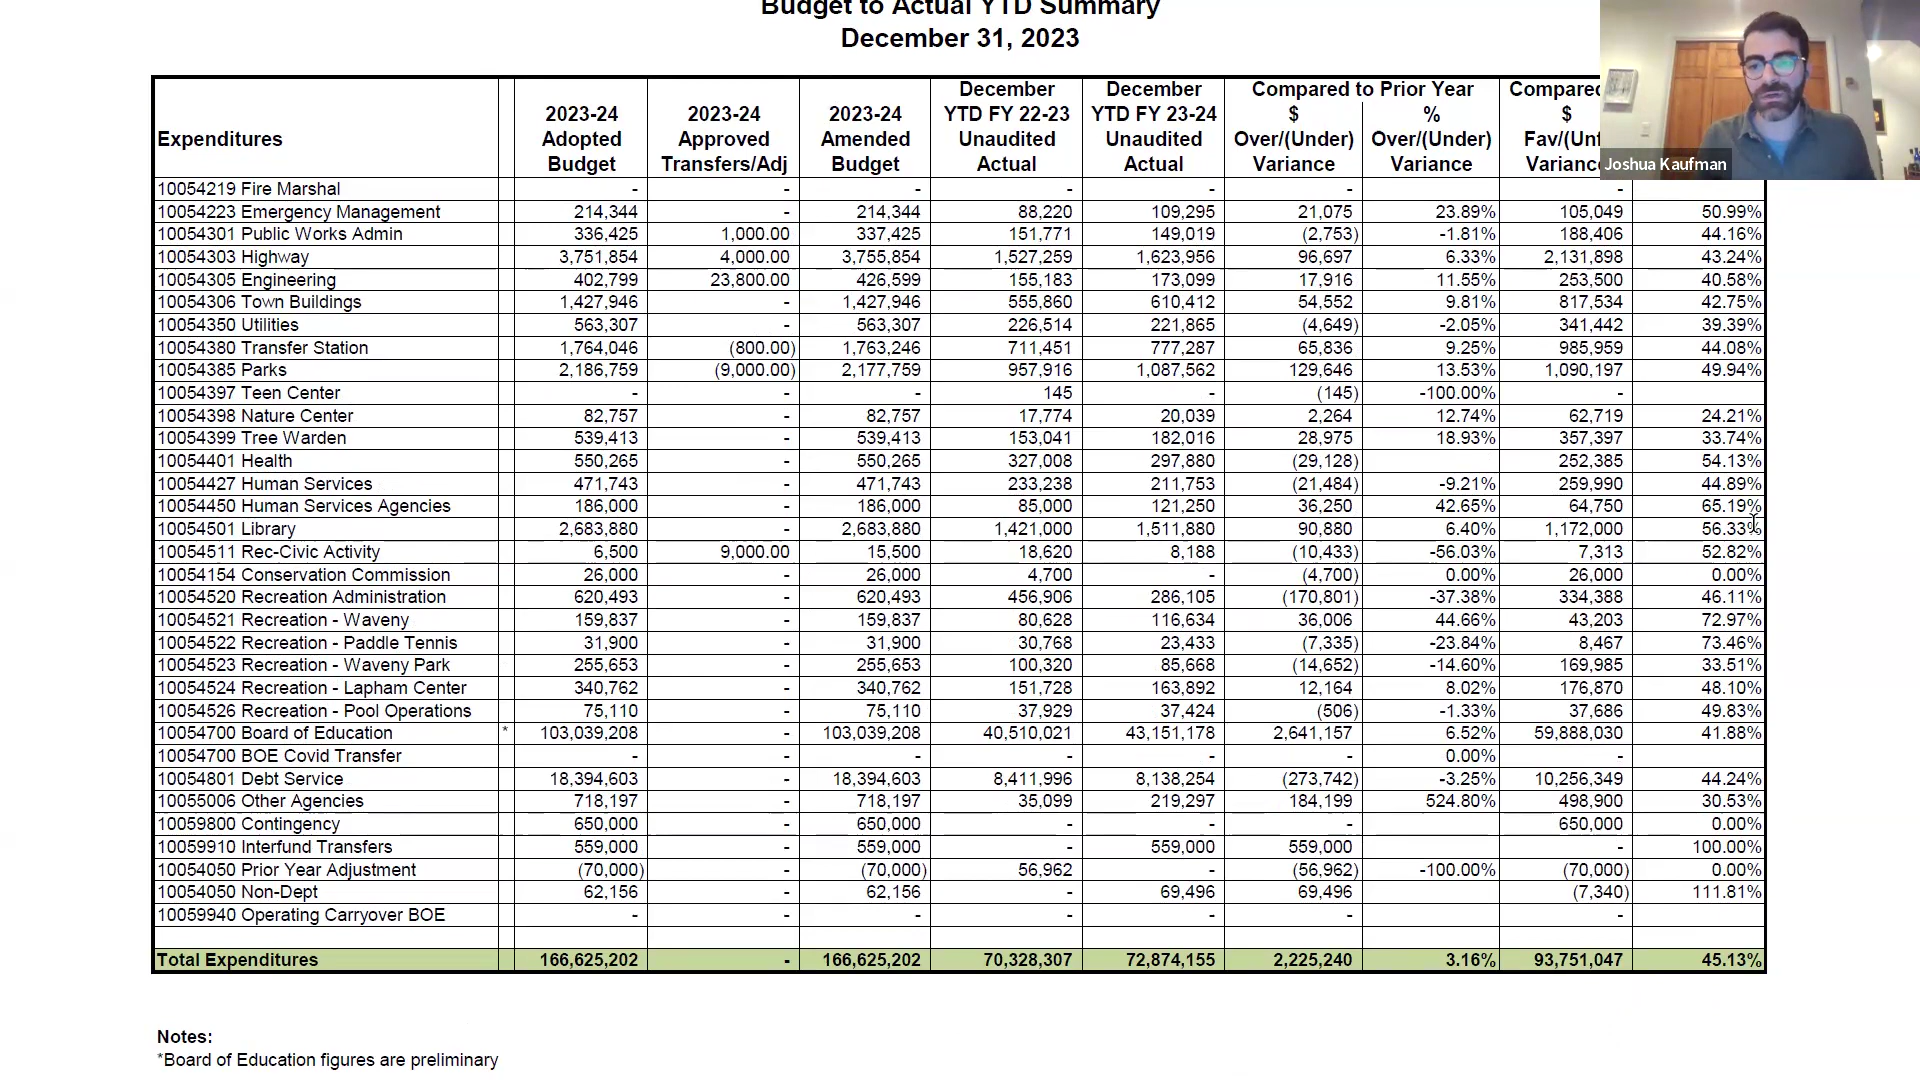 Budget to Actual YTD Summary
December 31, 2023
Expenditures 2023-24 Adopted Budget 2023-24 Approved Transfers/Adj 2023-24 Amended Budget December YTD FY 22-23 Unaudited Actual December YTD FY 23-24 Unaudited Actual Compared to Prior Year $ Over/(Under) Variance % Over/(Under) Variance $
Joshua Kaufman
10054219 Fire Marshal - - - - - - -
10054223 Emergency Management 214,344 - 214,344 88,220 109,295 21,075 23.89% 105,049 50.99%
10054301 Public Works Admin 336,425 1,000.00 337,425 151,771 149,019 (2,753) -1.81% 188,406 44.16%
10054303 Highway 3,751,854 4,000.00 3,755,854 1,527,259 1,623,956 96,697 6.33% 2,131,898 43.24%
10054305 Engineering 402,799 23,800.00 426,599 155,183 173,099 17,916 11.55% 253,500 40.58%
10054306 Town Buildings 1,427,946 - 1,427,946 555,860 610,412 54,552 9.81% 817,534 42.75%
10054350 Utilities 563,307 - 563,307 226,514 221,865 (4,649) -2.05% 341,442 39.39%
10054380 Transfer Station 1,764,046 (800.00) 1,763,246 711,451 777,287 65,836 9.25% 985,959 44.08%
10054385 Parks 2,186,759 (9,000.00) 2,177,759 957,916 1,087,562 129,646 13.53% 1,090,197 49.94%
10054397 Teen Center - - - 145 - (145) -100.00% -
10054398 Nature Center 82,757 - 82,757 17,774 20,039 2,264 12.74% 62,719 24.21%
10054399 Tree Warden 539,413 - 539,413 153,041 182,016 28,975 18.93% 357,397 33.74%
10054401 Health 550,265 - 550,265 327,008 297,880 (29,128) 252,385 54.13%
10054427 Human Services 471,743 - 471,743 233,238 211,753 (21,484) -9.21% 259,990 44.89%
10054450 Human Services Agencies 186,000 - 186,000 85,000 121,250 36,250 42.65% 64,750 65.19%
10054501 Library 2,683,880 - 2,683,880 1,421,000 1,511,880 90,880 6.40% 1,172,000 56.33%
10054511 Rec-Civic Activity 6,500 9,000.00 15,500 18,620 8,188 (10,433) -56.03% 7,313 52.82%
10054154 Conservation Commission 26,000 - 26,000 4,700 - (4,700) 0.00% 26,000 0.00%
10054520 Recreation Administration 620,493 - 620,493 456,906 286,105 (170,801) -37.38% 334,388 46.11%
10054521 Recreation - Waveny 159,837 - 159,837 80,628 116,634 36,006 44.66% 43,203 72.97%
10054522 Recreation - Paddle Tennis 31,900 - 31,900 30,768 23,433 (7,335) -23.84% 8,467 73.46%
10054523 Recreation - Waveny Park 255,653 - 255,653 100,320 85,668 (14,652) -14.60% 169,985 33.51%
10054524 Recreation - Lapham Center 340,762 - 340,762 151,728 163,892 12,164 8.02% 176,870 48.10%
10054526 Recreation - Pool Operations 75,110 - 75,110 37,929 37,424 (506) -1.33% 37,686 49.83%
10054700 Board of Education * 103,039,208 - 103,039,208 40,510,021 43,151,178 2,641,157 6.52% 59,888,030 41.88%
10054700 BOE Covid Transfer - - - - - - 0.00% -
10054801 Debt Service 18,394,603 - 18,394,603 8,411,996 8,138,254 (273,742) -3.25% 10,256,349 44.24%
10055006 Other Agencies 718,197 - 718,197 35,099 219,297 184,199 524.80% 498,900 30.53%
10059800 Contingency 650,000 - 650,000 - - - 650,000 0.00%
10059910 Interfund Transfers 559,000 - 559,000 - 559,000 559,000 - 100.00%
10054050 Prior Year Adjustment (70,000) - (70,000) 56,962 - (56,962) -100.00% (70,000) 0.00%
10054050 Non-Dept 62,156 - 62,156 - 69,496 69,496 (7,340) 111.81%
10059940 Operating Carryover BOE - - - - - - -
Total Expenditures 166,625,202 - 166,625,202 70,328,307 72,874,155 2,225,240 3.16% 93,751,047 45.13%
Notes:
*Board of Education figures are preliminary